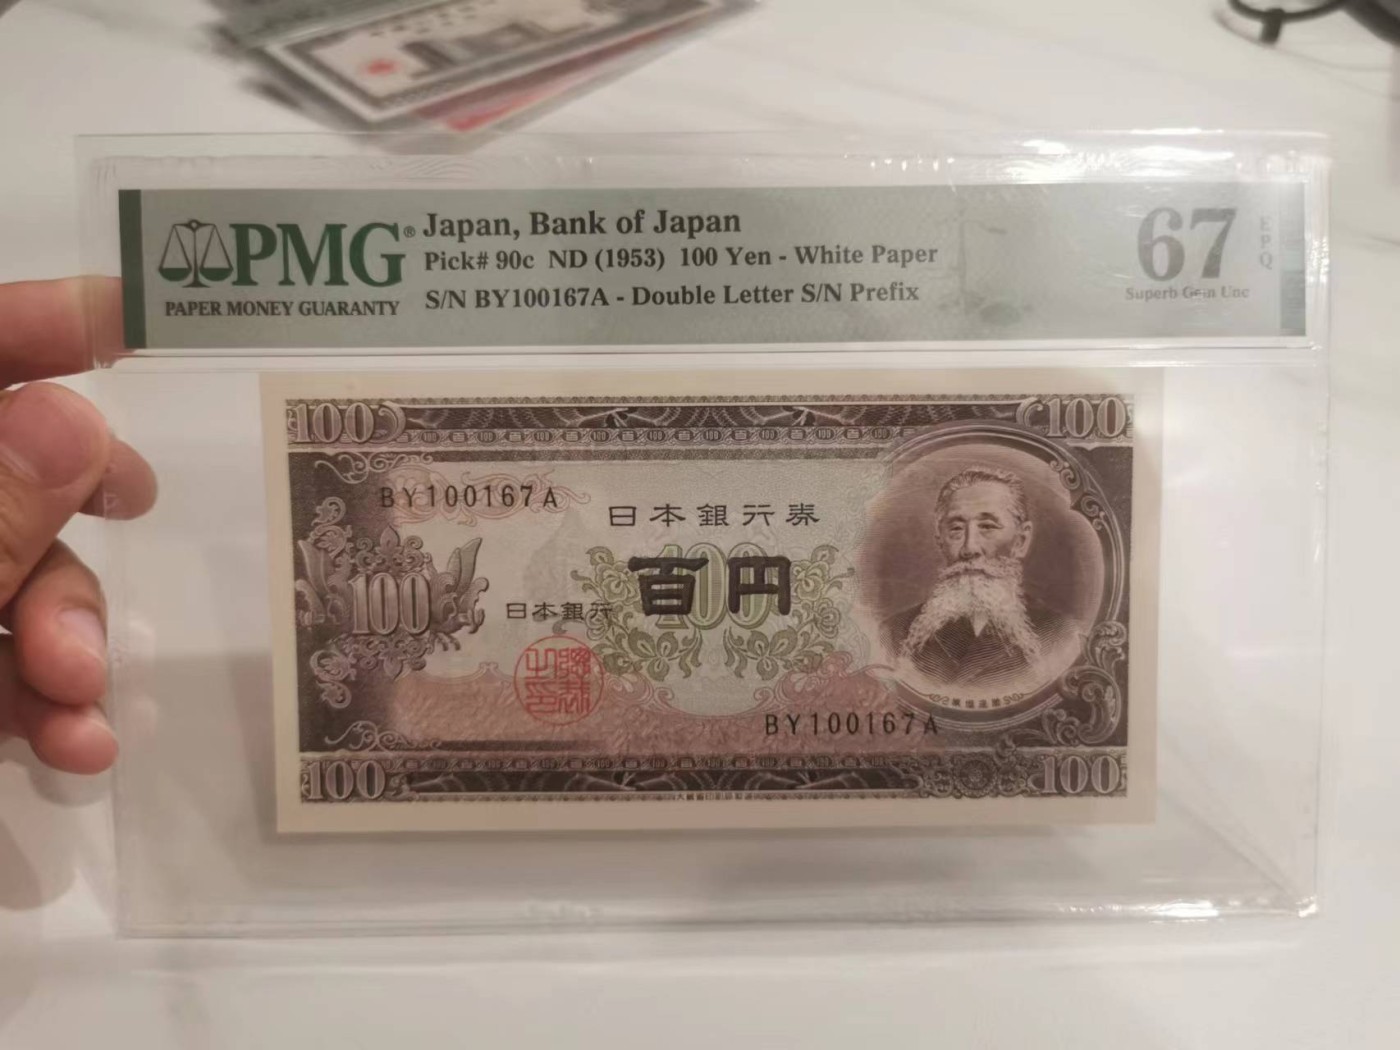 PMG®
PAPER MONEY GUARANTY
Japan, Bank of Japan
Pick# 90c ND (1953) 100 Yen - White Paper
S/N BY100167A - Double Letter S/N Prefix
67
EPQ
Superb Gem Unc
100
100
BY100167A
日本銀行券
100
百円
100
日本銀行
BY100167A
100
100